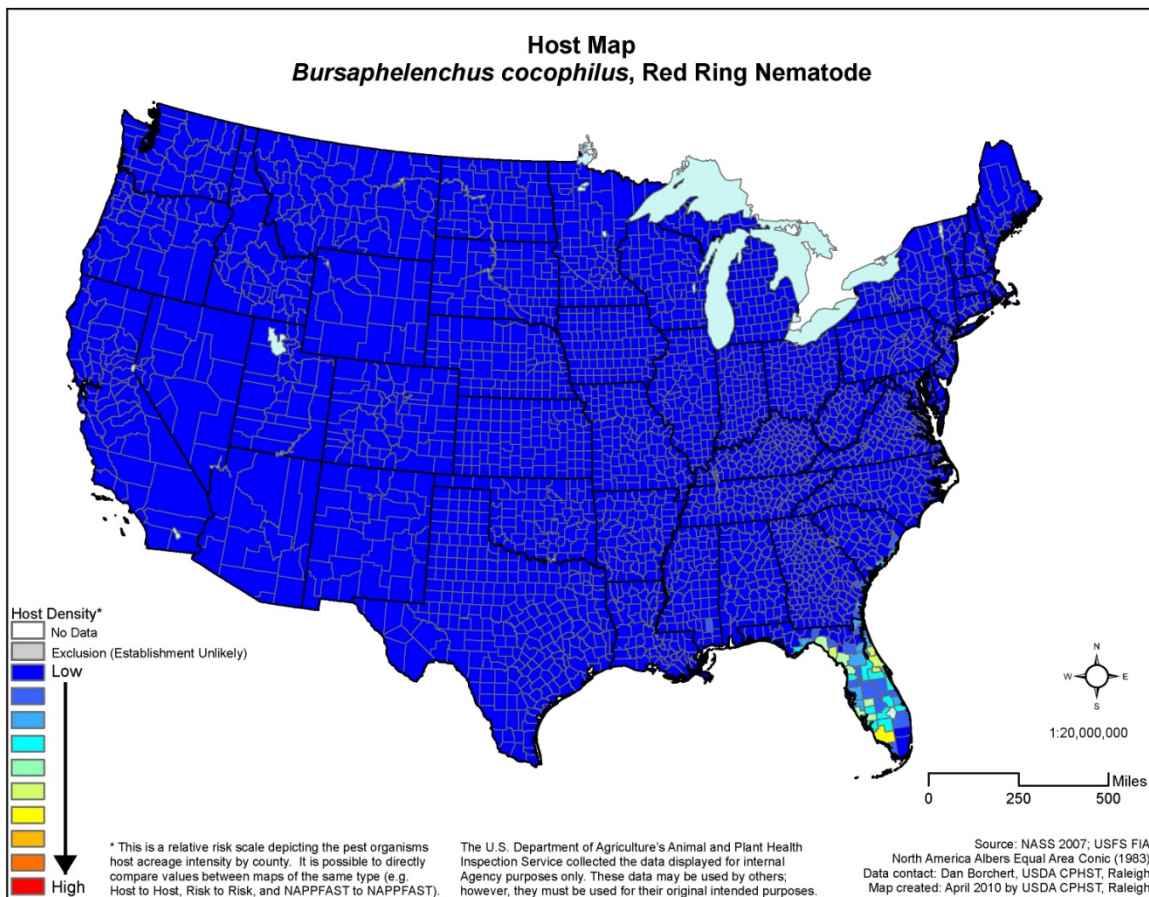 Host Map
Bursaphelenchus cocophilus, Red Ring Nematode
Host Density*
No Data
Exclusion (Establishment Unlikely)
Low
High
* This is a relative risk scale depicting the pest organisms
host acreage intensity by county. It is possible to directly
compare values between maps of the same type (e.g.
Host to Host, Risk to Risk, and NAPPFAST to NAPPFAST).
The U.S. Department of Agriculture's Animal and Plant Health
Inspection Service collected the data displayed for internal
Agency purposes only. These data may be used by others;
however, they must be used for their original intended purposes.
N
W E
S
1:20,000,000
Miles
0 250 500
Source: NASS 2007; USFS FIA
North America Albers Equal Area Conic (1983)
Data contact: Dan Borchert, USDA CPHST, Raleigh
Map created: April 2010 by USDA CPHST, Raleigh